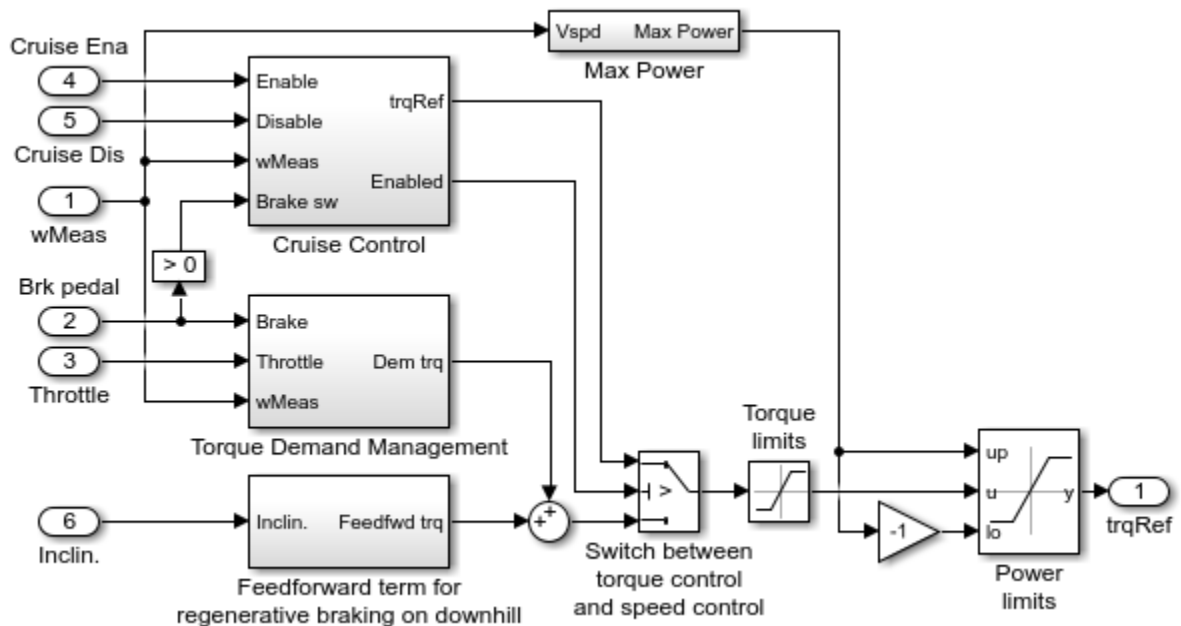 Vspd Max Power
Max Power
Cruise Ena
4
5
Cruise Dis
1
wMeas
Enable
Disable
wMeas
Brake sw
trqRef
Enabled
Cruise Control
> 0
Brk pedal
2
3
Throttle
Brake
Throttle
wMeas
Dem trq
Torque Demand Management
6
Inclin.
Inclin. Feedfwd trq
Feedforward term for
regenerative braking on downhill
+
+
>
Switch between
torque control
and speed control
Torque
limits
-1
up
u
lo
y
Power
limits
1
trqRef